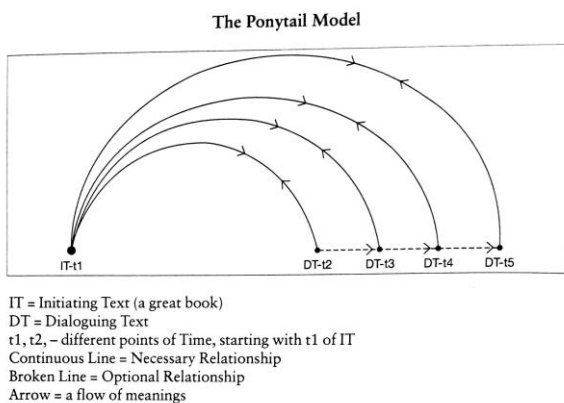 The Ponytail Model
IT-t1
DT-t2
DT-t3
DT-t4
DT-t5
IT = Initiating Text (a great book)
DT = Dialoguing Text
t1, t2, – different points of Time, starting with t1 of IT
Continuous Line = Necessary Relationship
Broken Line = Optional Relationship
Arrow = a flow of meanings